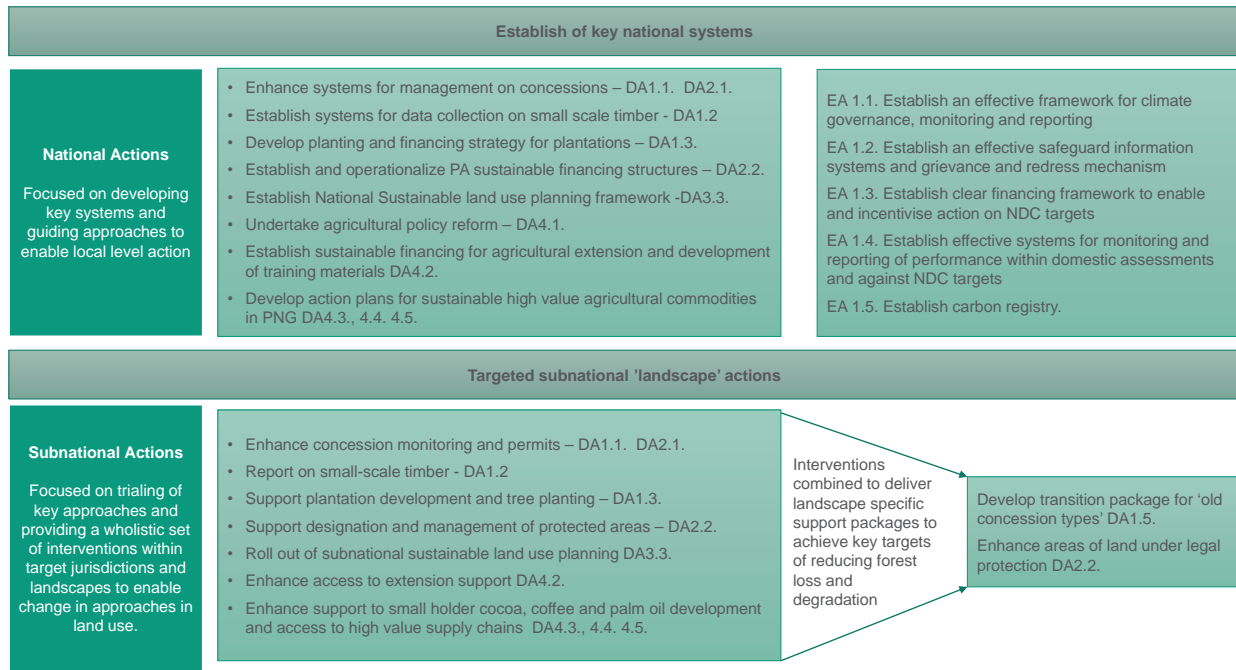 Establish of key national systems
National Actions
Focused on developing
key systems and
guiding approaches to
enable local level action
• Enhance systems for management on concessions – DA1.1. DA2.1.
• Establish systems for data collection on small scale timber - DA1.2
• Develop planting and financing strategy for plantations – DA1.3.
• Establish and operationalize PA sustainable financing structures – DA2.2.
• Establish National Sustainable land use planning framework -DA3.3.
• Undertake agricultural policy reform – DA4.1.
• Establish sustainable financing for agricultural extension and development
of training materials DA4.2.
• Develop action plans for sustainable high value agricultural commodities
in PNG DA4.3., 4.4. 4.5.
EA 1.1. Establish an effective framework for climate
governance, monitoring and reporting
EA 1.2. Establish an effective safeguard information
systems and grievance and redress mechanism
EA 1.3. Establish clear financing framework to enable
and incentivise action on NDC targets
EA 1.4. Establish effective systems for monitoring and
reporting of performance within domestic assessments
and against NDC targets
EA 1.5. Establish carbon registry.
Targeted subnational 'landscape' actions
Subnational Actions
Focused on trialing of
key approaches and
providing a wholistic set
of interventions within
target jurisdictions and
landscapes to enable
change in approaches in
land use.
• Enhance concession monitoring and permits – DA1.1. DA2.1.
• Report on small-scale timber - DA1.2
• Support plantation development and tree planting – DA1.3.
• Support designation and management of protected areas – DA2.2.
• Roll out of subnational sustainable land use planning DA3.3.
• Enhance access to extension support DA4.2.
• Enhance support to small holder cocoa, coffee and palm oil development
and access to high value supply chains DA4.3., 4.4. 4.5.
Interventions
combined to deliver
landscape specific
support packages to
achieve key targets
of reducing forest
loss and
degradation
Develop transition package for 'old
concession types' DA1.5.
Enhance areas of land under legal
protection DA2.2.